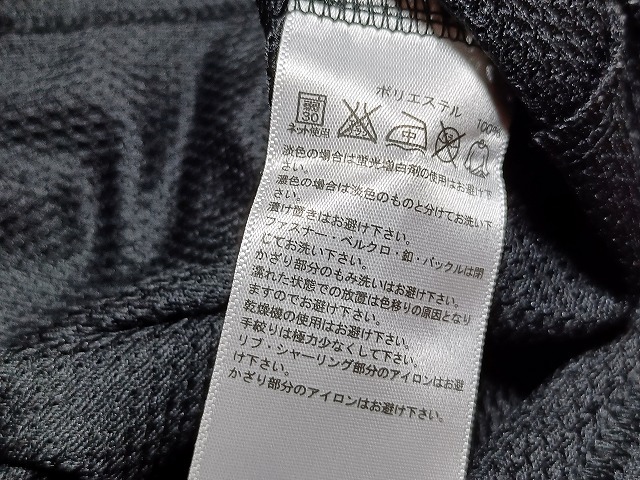 ポリエステル 100%
弱
30
中
ネット使用
淡色の場合は蛍光増白剤の使用はお避け下
さい。
濃色の場合は淡色のものと分けてお洗い下
さい。
漬け置きはお避け下さい。
ファスナー・ベルクロ・釦・バックルは閉
じてお洗い下さい。
かざり部分のもみ洗いはお避け下さい。
濡れた状態での放置は色移りの原因となり
ますのでお避け下さい。
乾燥機の使用はお避け下さい。
手絞りは極力少なくして下さい。
リブ・シャーリング部分のアイロンはお避
け下さい。
かざり部分のアイロンはお避け下さい。